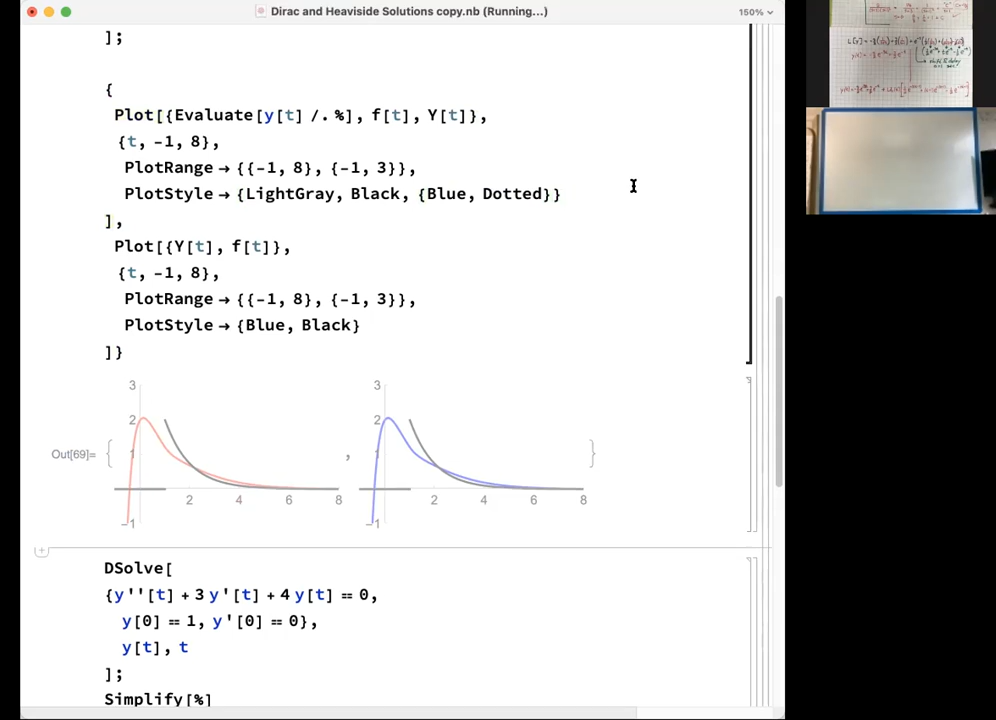 Dirac and Heaviside Solutions copy.nb (Running...)
150%
];
{
Plot[{Evaluate[y[t] /. %], f[t], Y[t]},
{t, -1, 8},
PlotRange → {{-1, 8}, {-1, 3}},
PlotStyle → {LightGray, Black, {Blue, Dotted}}
],
Plot[{Y[t], f[t]},
{t, -1, 8},
PlotRange → {{-1, 8}, {-1, 3}},
PlotStyle → {Blue, Black}
]}
Out[69]= { 3 2 1 -1 2 4 6 8 , 3 2 1 -1 2 4 6 8 }
DSolve[
{y''[t] + 3 y'[t] + 4 y[t] == 0,
y[0] == 1, y'[0] == 0},
y[t], t
];
Simplify[%]